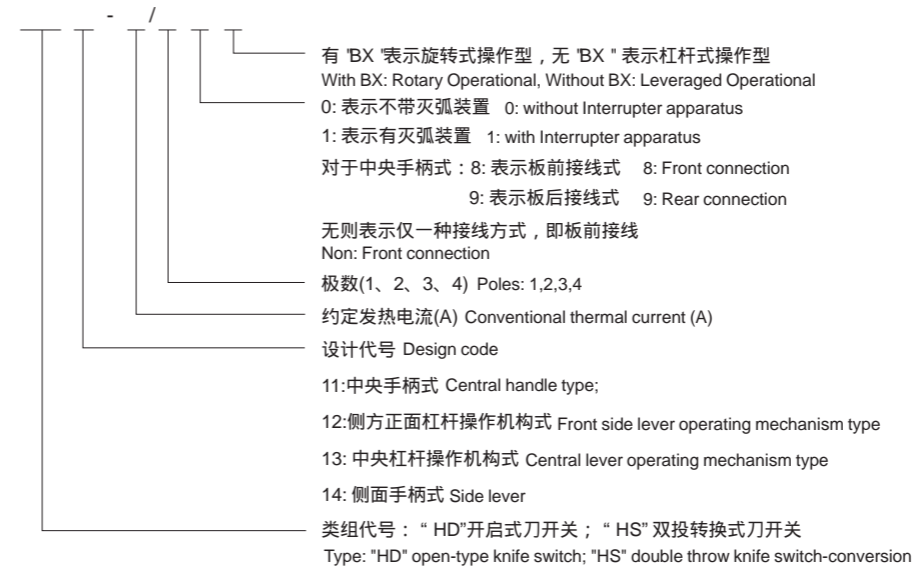 - /
有 "BX "表示旋转式操作型，无 "BX " 表示杠杆式操作型
With BX: Rotary Operational, Without BX: Leveraged Operational
0: 表示不带灭弧装置 0: without Interrupter apparatus
1: 表示有灭弧装置 1: with Interrupter apparatus
对于中央手柄式：8: 表示板前接线式 8: Front connection
9: 表示板后接线式 9: Rear connection
无则表示仅一种接线方式，即板前接线
Non: Front connection
极数(1、2、3、4) Poles: 1,2,3,4
约定发热电流(A) Conventional thermal current (A)
设计代号 Design code
11:中央手柄式 Central handle type;
12:侧方正面杠杆操作机构式 Front side lever operating mechanism type
13: 中央杠杆操作机构式 Central lever operating mechanism type
14: 侧面手柄式 Side lever
类组代号： “ HD”开启式刀开关； “ HS” 双投转换式刀开关
Type: "HD" open-type knife switch; "HS" double throw knife switch-conversion